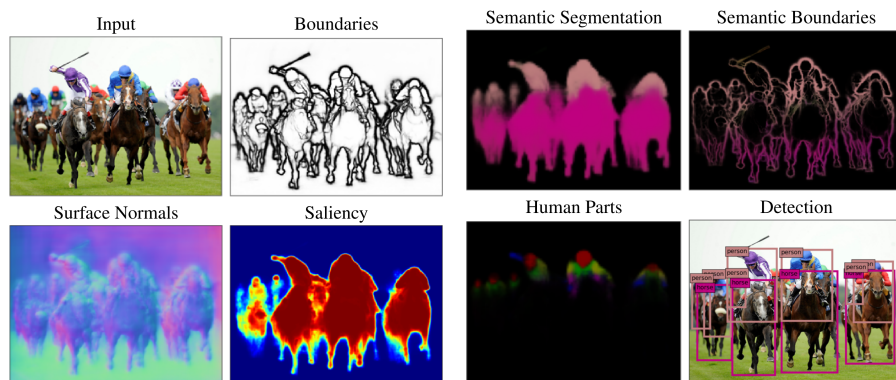 Input
Boundaries
Semantic Segmentation
Semantic Boundaries
Surface Normals
Saliency
Human Parts
Detection
person
person
person
person
person
person
horse
horse